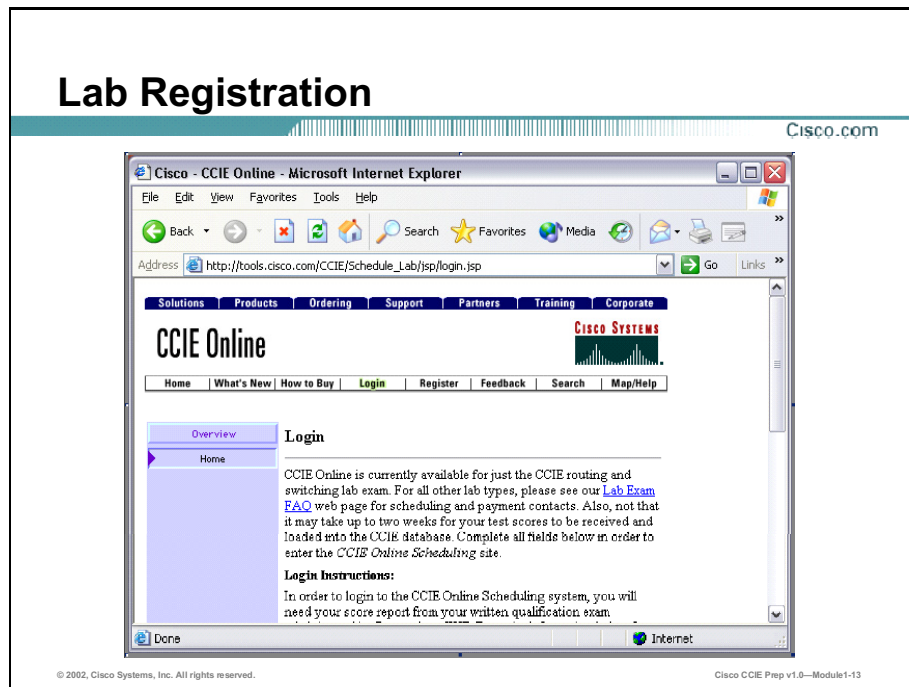 Lab Registration
Cisco.com
Cisco - CCIE Online - Microsoft Internet Explorer
File Edit View Favorites Tools Help
Back Search Favorites Media »
Address http://tools.cisco.com/CCIE/Schedule_Lab/jsp/login.jsp Go Links »
Solutions Products Ordering Support Partners Training Corporate
CCIE Online
CISCO SYSTEMS
Home | What's New | How to Buy | Login | Register | Feedback | Search | Map/Help
Overview
Home
Login
CCIE Online is currently available for just the CCIE routing and
switching lab exam. For all other lab types, please see our Lab Exam
FAQ web page for scheduling and payment contacts. Also, not that
it may take up to two weeks for your test scores to be received and
loaded into the CCIE database. Complete all fields below in order to
enter the CCIE Online Scheduling site.
Login Instructions:
In order to login to the CCIE Online Scheduling system, you will
need your score report from your written qualification exam
Done Internet
© 2002, Cisco Systems, Inc. All rights reserved.
Cisco CCIE Prep v1.0—Module1-13